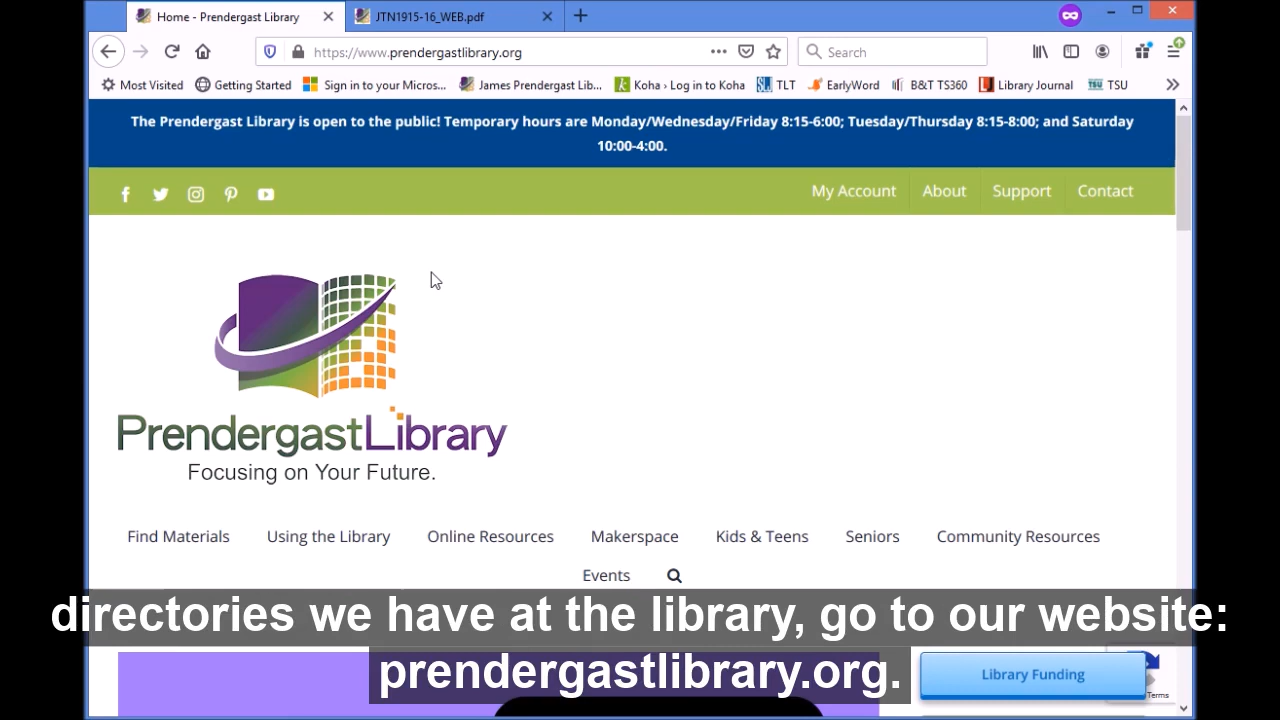 Home - Prendergast Library
JTN1915-16_WEB.pdf
https://www.prendergastlibrary.org
Search
Most Visited
Getting Started
Sign in to your Micros...
James Prendergast Lib...
Koha › Log in to Koha
TLT
EarlyWord
B&T TS360
Library Journal
TSU
The Prendergast Library is open to the public! Temporary hours are Monday/Wednesday/Friday 8:15-6:00; Tuesday/Thursday 8:15-8:00; and Saturday
10:00-4:00.
My Account
About
Support
Contact
PrendergastLibrary
Focusing on Your Future.
Find Materials
Using the Library
Online Resources
Makerspace
Kids & Teens
Seniors
Community Resources
Events
directories we have at the library, go to our website:
prendergastlibrary.org.
Library Funding
Terms